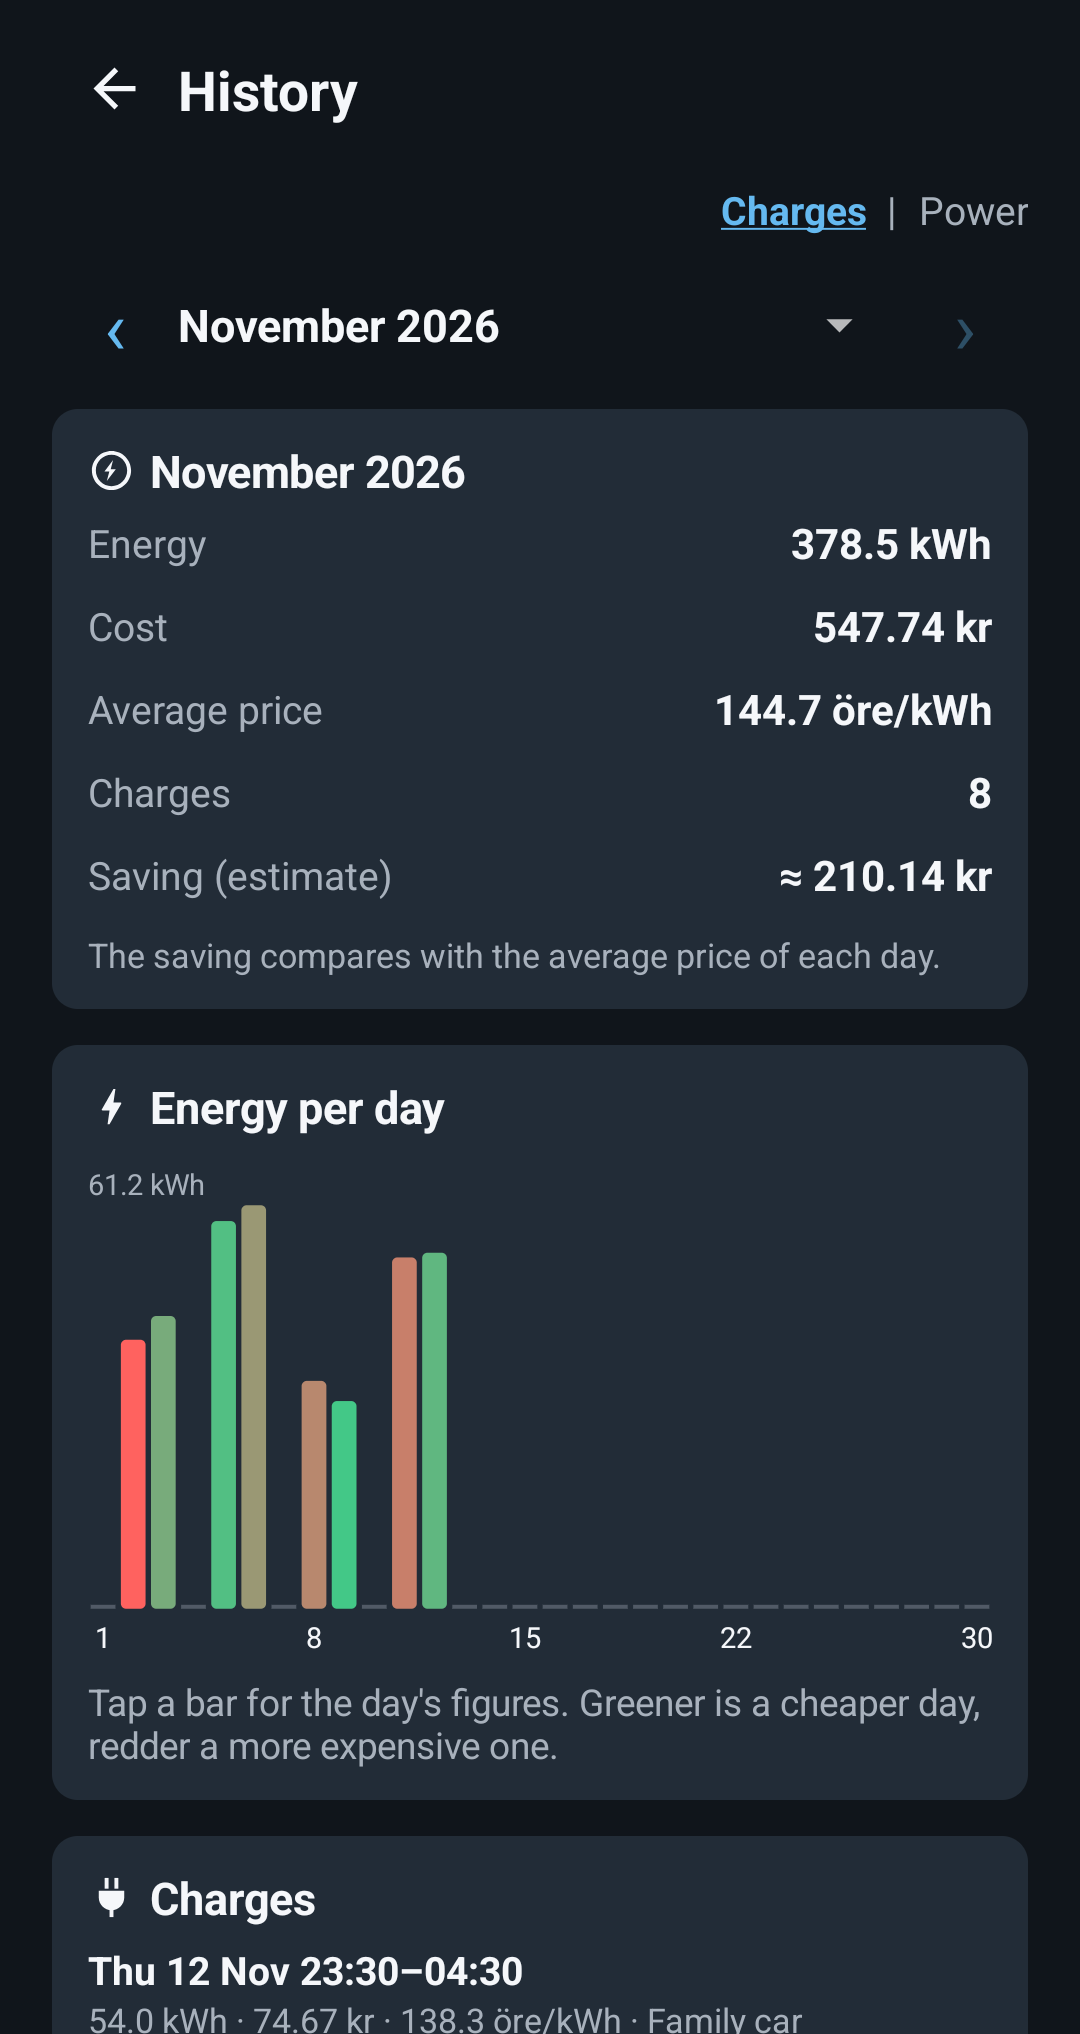 History
Charges | Power
‹ November 2026 ›
November 2026
Energy 378.5 kWh
Cost 547.74 kr
Average price 144.7 öre/kWh
Charges 8
Saving (estimate) ≈ 210.14 kr
The saving compares with the average price of each day.
Energy per day
61.2 kWh
1 8 15 22 30
Tap a bar for the day's figures. Greener is a cheaper day,
redder a more expensive one.
Charges
Thu 12 Nov 23:30–04:30
54.0 kWh · 74.67 kr · 138.3 öre/kWh · Family car